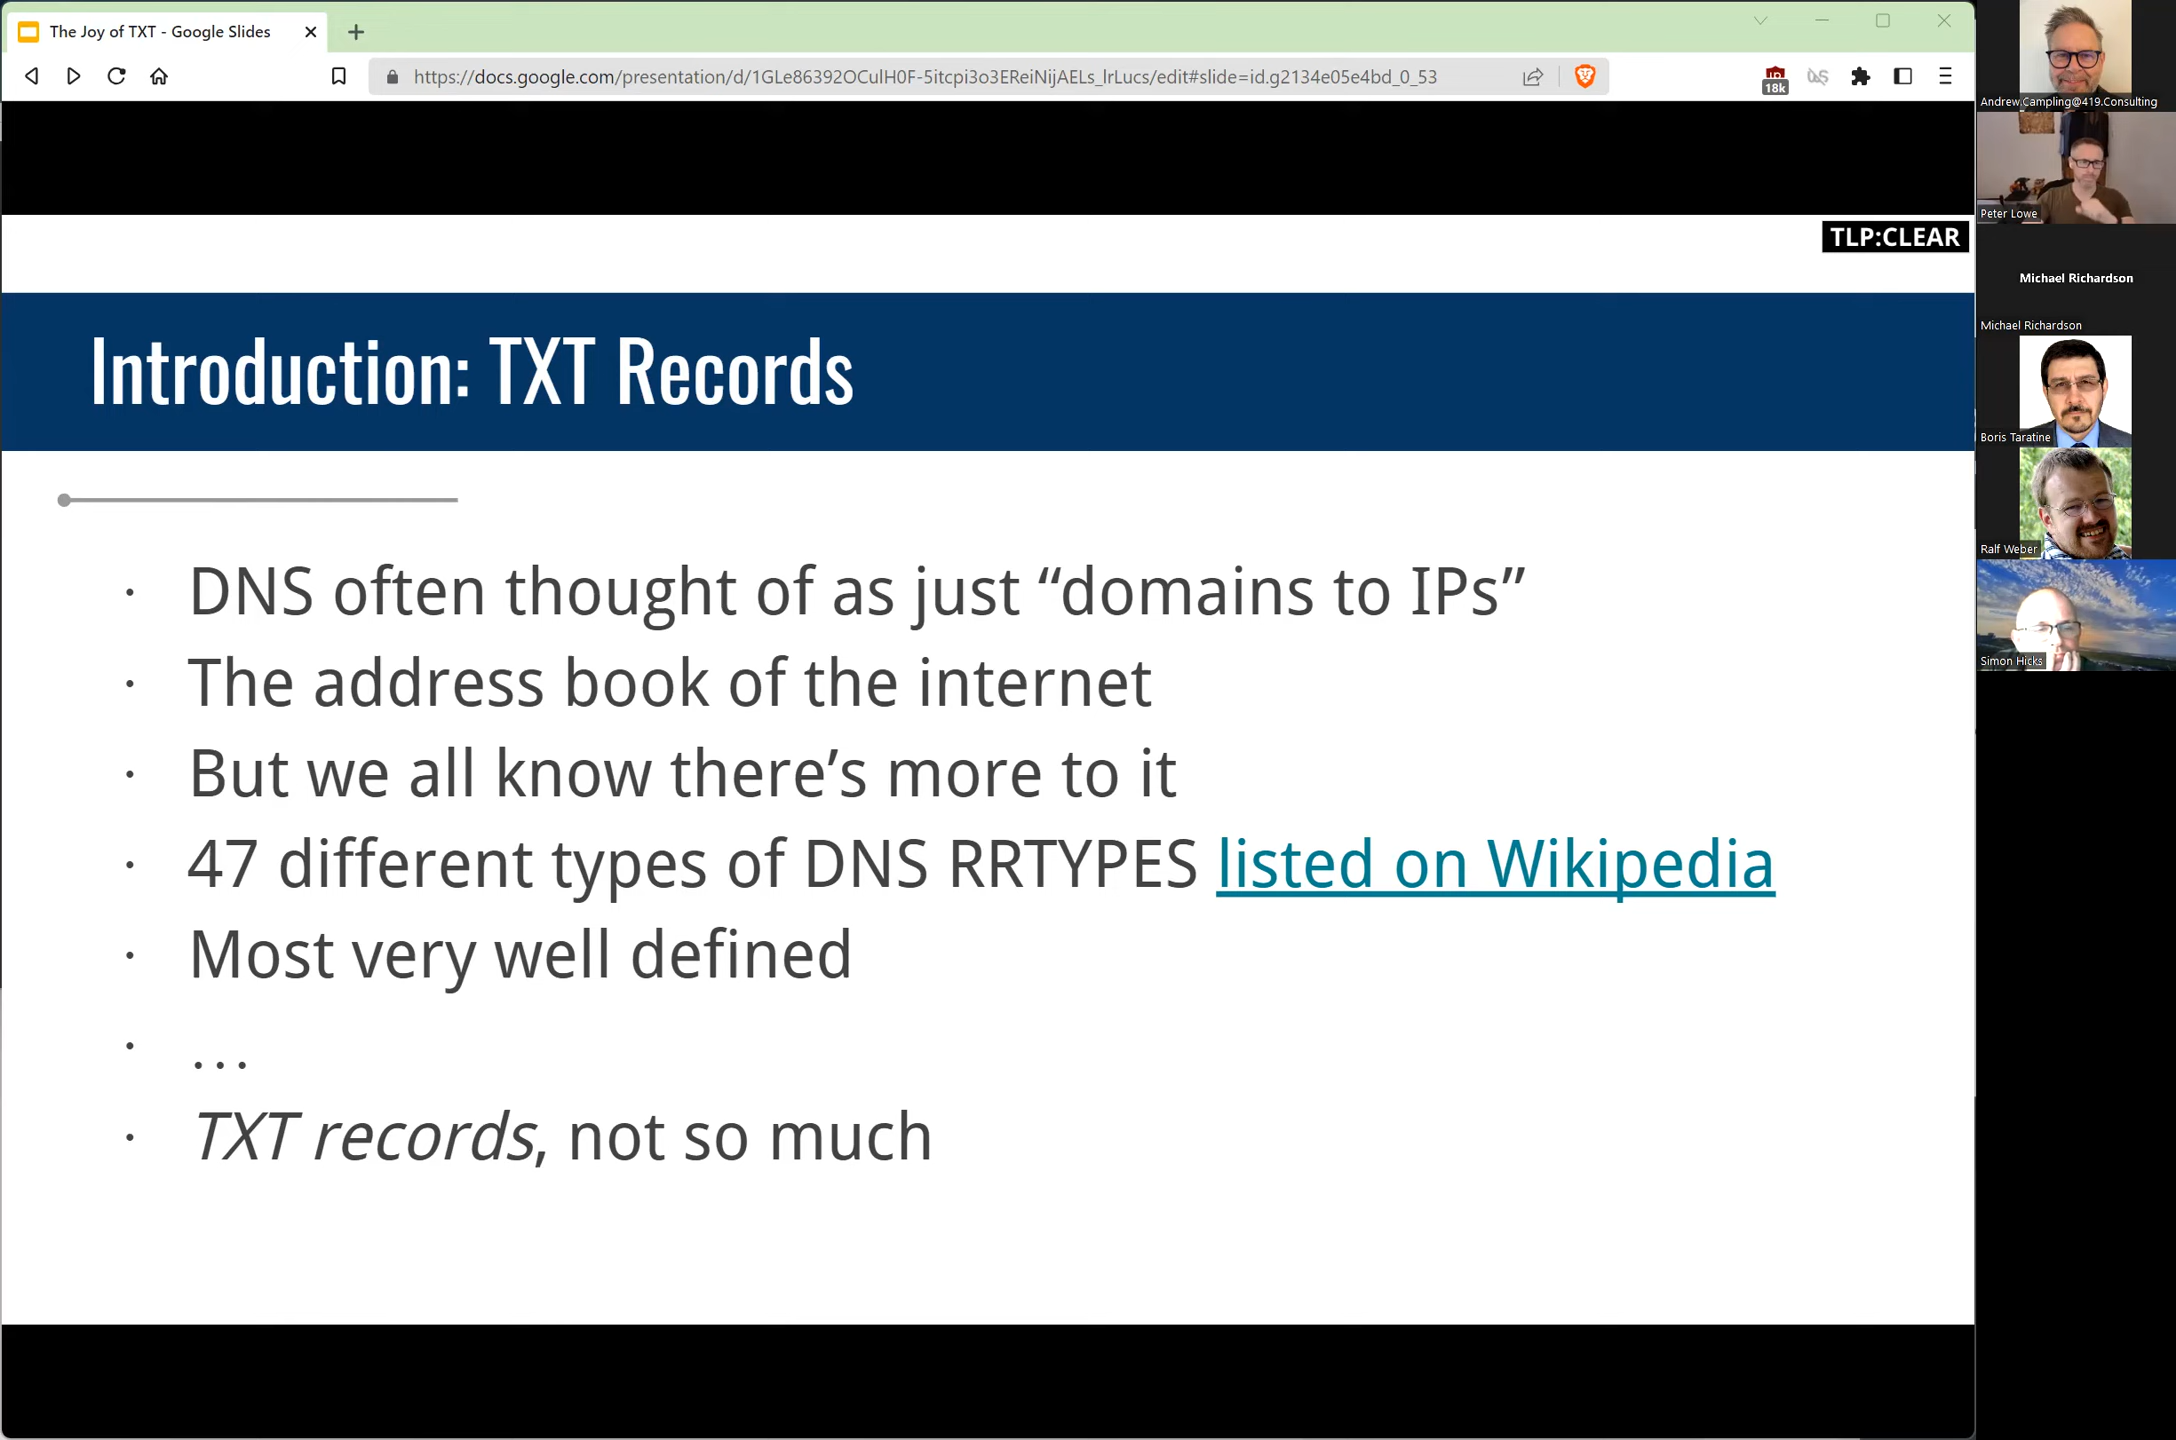 The Joy of TXT - Google Slides
https://docs.google.com/presentation/d/1GLe86392OCulH0F-5itcpi3o3EReiNijAELs_lrLucs/edit#slide=id.g2134e05e4bd_0_53
18k
TLP:CLEAR
Introduction: TXT Records
· DNS often thought of as just “domains to IPs”
· The address book of the internet
· But we all know there’s more to it
· 47 different types of DNS RRTYPES listed on Wikipedia
· Most very well defined
· …
· TXT records, not so much
Andrew.Campling@419.Consulting
Peter Lowe
Michael Richardson
Michael Richardson
Boris Taratine
Ralf Weber
Simon Hicks